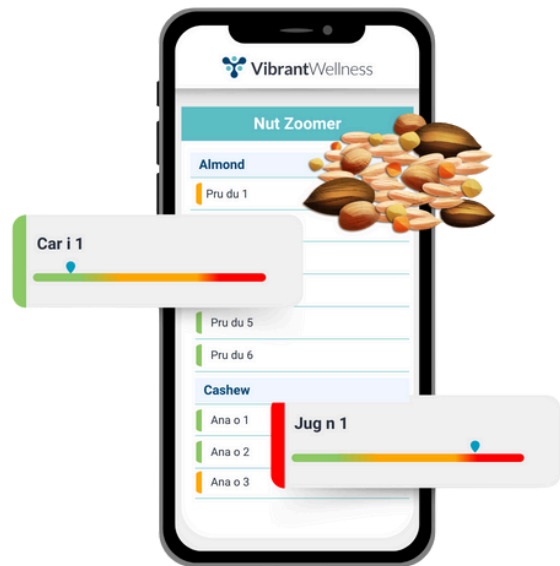 VibrantWellness
Nut Zoomer
Almond
Pru du 1
Car i 1
Pru du 5
Pru du 6
Cashew
Ana o 1
Jug n 1
Ana o 2
Ana o 3